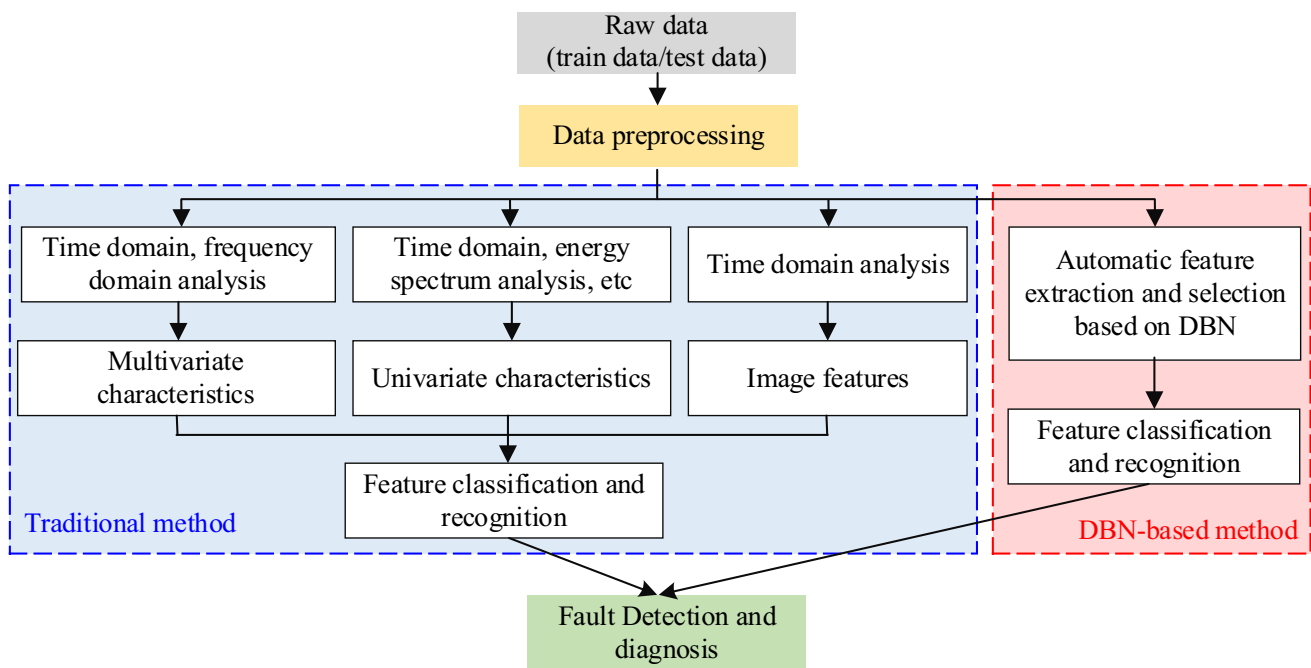 Raw data
(train data/test data)
Data preprocessing
Time domain, frequency
domain analysis
Time domain, energy
spectrum analysis, etc
Time domain analysis
Automatic feature
extraction and selection
based on DBN
Multivariate
characteristics
Univariate characteristics
Image features
Feature classification
and recognition
Feature classification and
recognition
Traditional method
DBN-based method
Fault Detection and
diagnosis